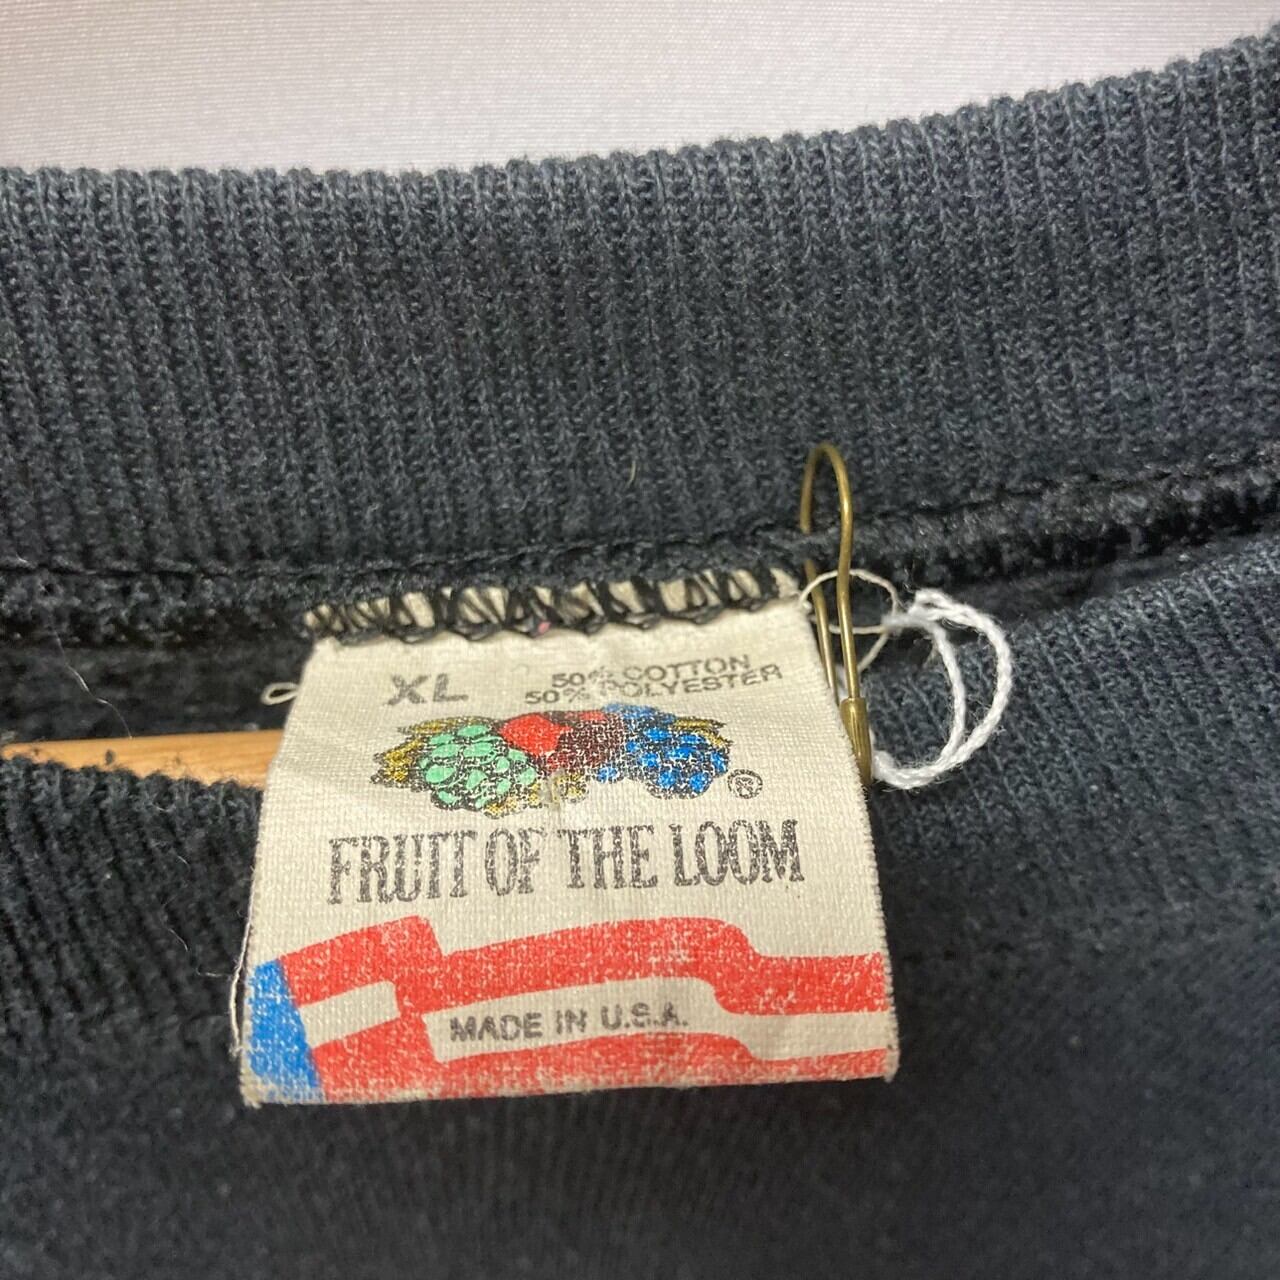 XL
50% COTTON
50% POLYESTER
®
FRUIT OF THE LOOM
MADE IN U.S.A.